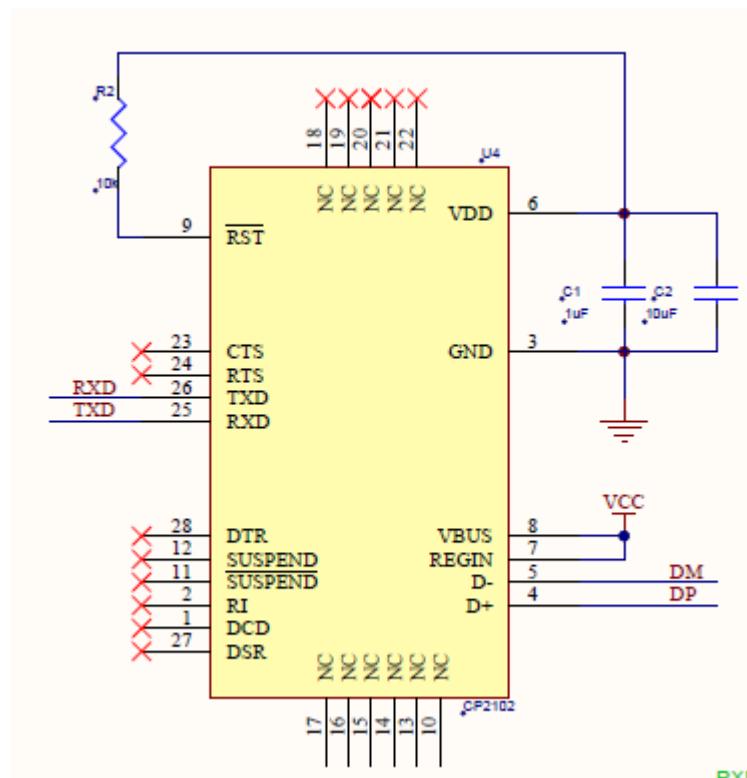 R2
10k
18
19
20
21
22
U4
NC
NC
NC
NC
NC
9
RST
VDD
6
C1
1uF
C2
10uF
23
CTS
GND
3
24
RTS
RXD
26
TXD
TXD
25
RXD
VCC
28
DTR
VBUS
8
12
SUSPEND
REGIN
7
11
SUSPEND
D-
5
DM
2
RI
D+
4
DP
1
DCD
27
DSR
NC
NC
NC
NC
NC
NC
CP2102
17
16
15
14
13
10